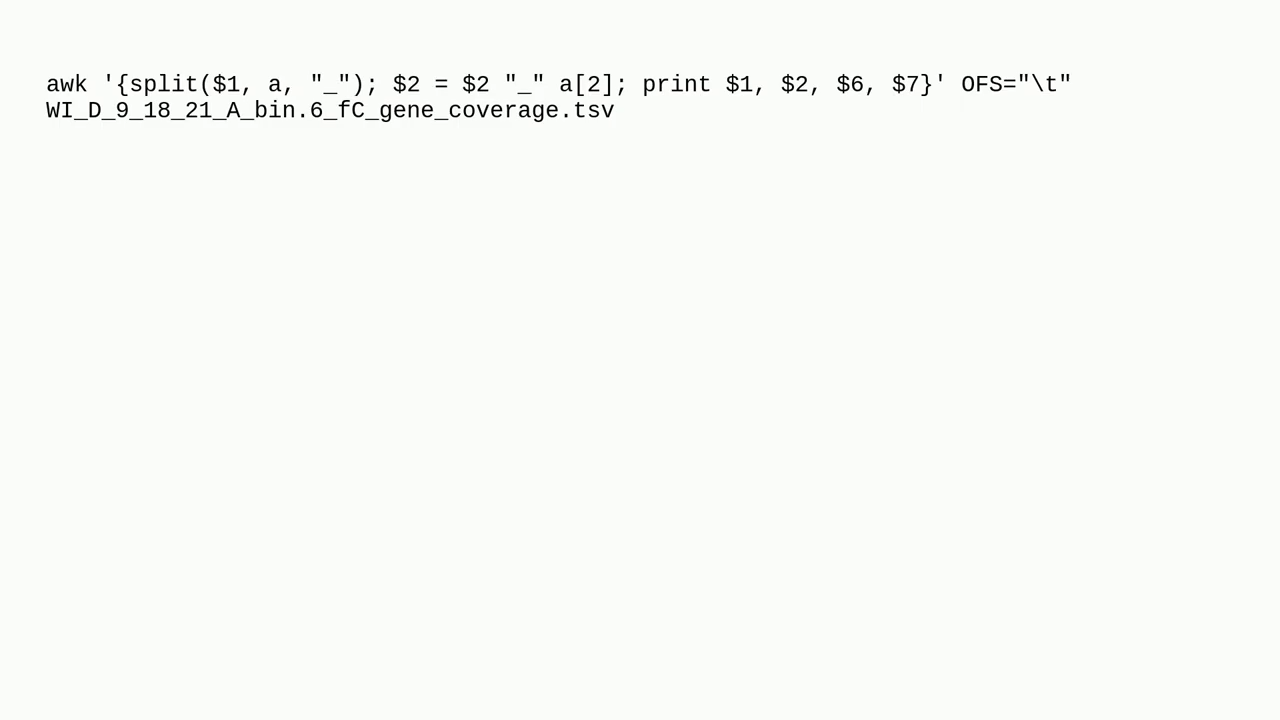 awk '{split($1, a, "_"); $2 = $2 "_" a[2]; print $1, $2, $6, $7}' OFS="\t"
WI_D_9_18_21_A_bin.6_fC_gene_coverage.tsv